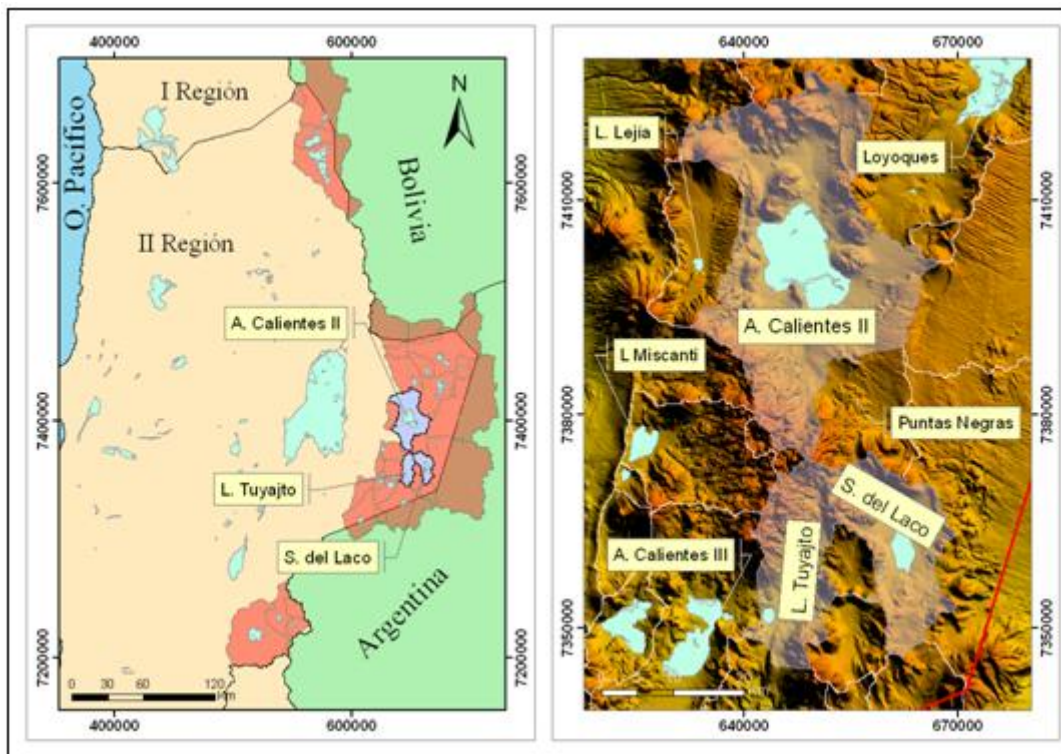 400000
600000
O. Pacífico
I Región
N
7600000
7600000
Bolivia
II Región
A. Calientes II
7400000
7400000
L. Tuyajto
S. del Laco
Argentina
7200000
7200000
0 30 60 120
400000
600000
640000
670000
L. Lejía
Loyoques
7410000
7410000
A. Calientes II
L Miscanti
7380000
7380000
Puntas Negras
S. del Laco
A. Calientes III
L. Tuyajto
7350000
7350000
640000
670000